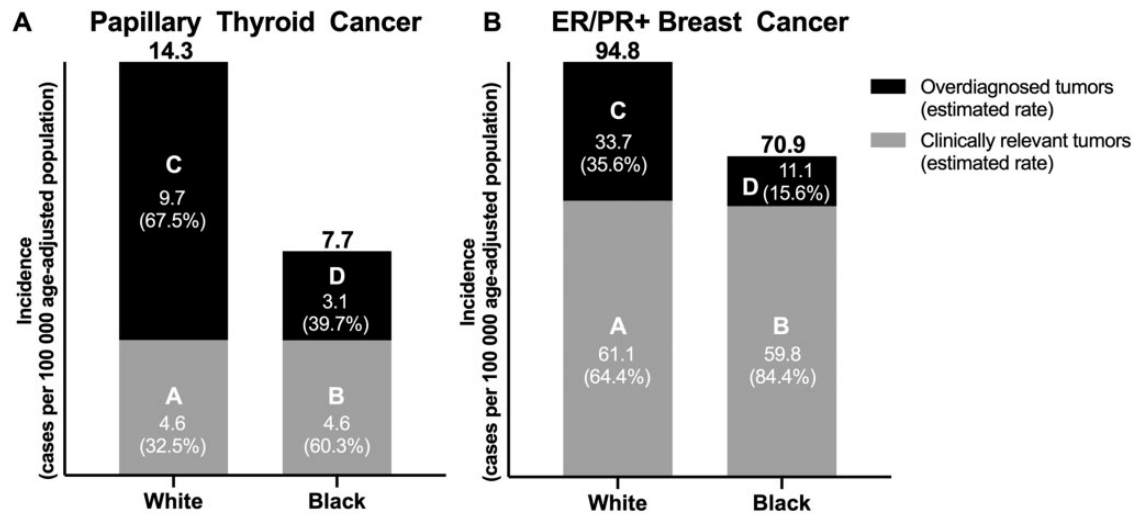 A Papillary Thyroid Cancer
Incidence
(cases per 100 000 age-adjusted population)
14.3
C
9.7
(67.5%)
A
4.6
(32.5%)
7.7
D
3.1
(39.7%)
B
4.6
(60.3%)
White
Black
B ER/PR+ Breast Cancer
Incidence
(cases per 100 000 age-adjusted population)
94.8
C
33.7
(35.6%)
A
61.1
(64.4%)
70.9
11.1
D (15.6%)
B
59.8
(84.4%)
White
Black
Overdiagnosed tumors
(estimated rate)
Clinically relevant tumors
(estimated rate)